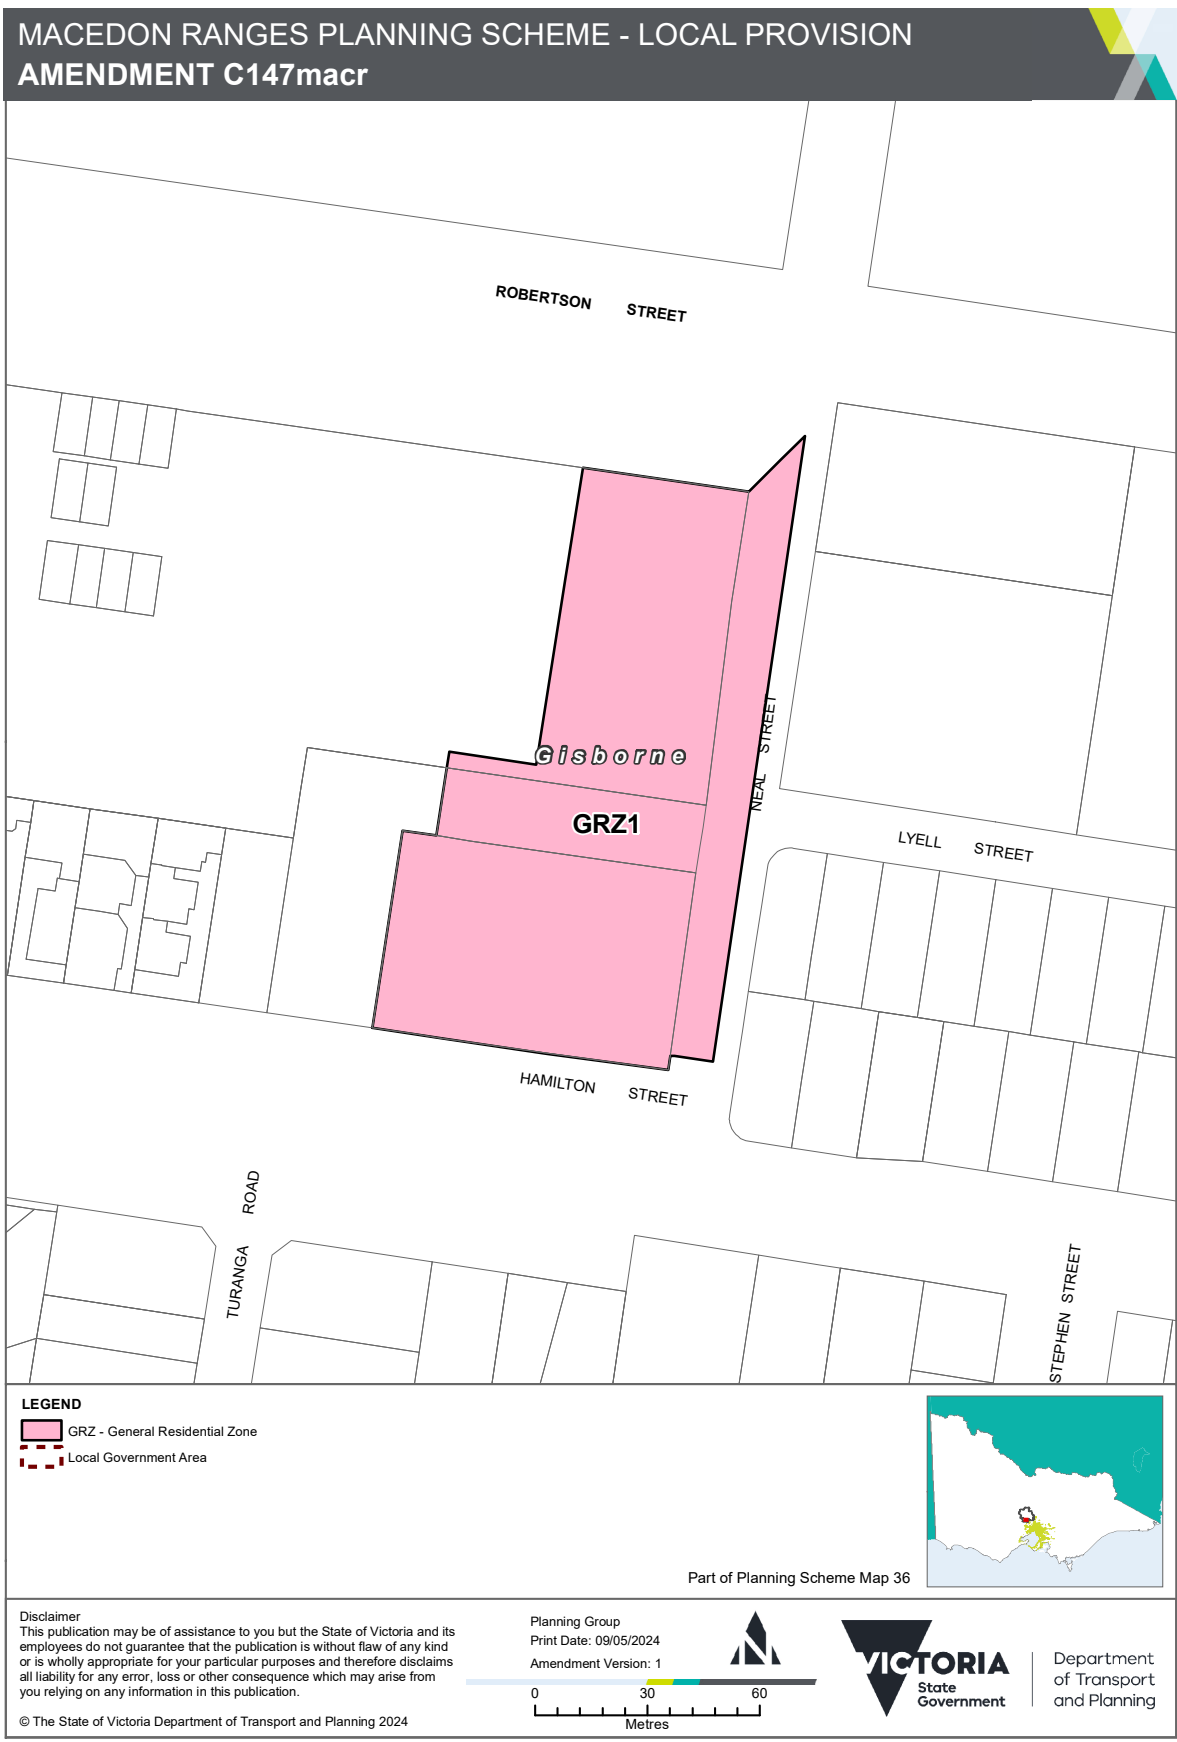 MACEDON RANGES PLANNING SCHEME - LOCAL PROVISION
AMENDMENT C147macr
ROBERTSON STREET
NEAL STREET
Gisborne
GRZ1
LYELL STREET
HAMILTON STREET
TURANGA ROAD
STEPHEN STREET
LEGEND
GRZ - General Residential Zone
Local Government Area
Part of Planning Scheme Map 36
Disclaimer
This publication may be of assistance to you but the State of Victoria and its
employees do not guarantee that the publication is without flaw of any kind
or is wholly appropriate for your particular purposes and therefore disclaims
all liability for any error, loss or other consequence which may arise from
you relying on any information in this publication.
© The State of Victoria Department of Transport and Planning 2024
Planning Group
Print Date: 09/05/2024
Amendment Version: 1
N
0 30 60
Metres
VICTORIA
State
Government
Department
of Transport
and Planning